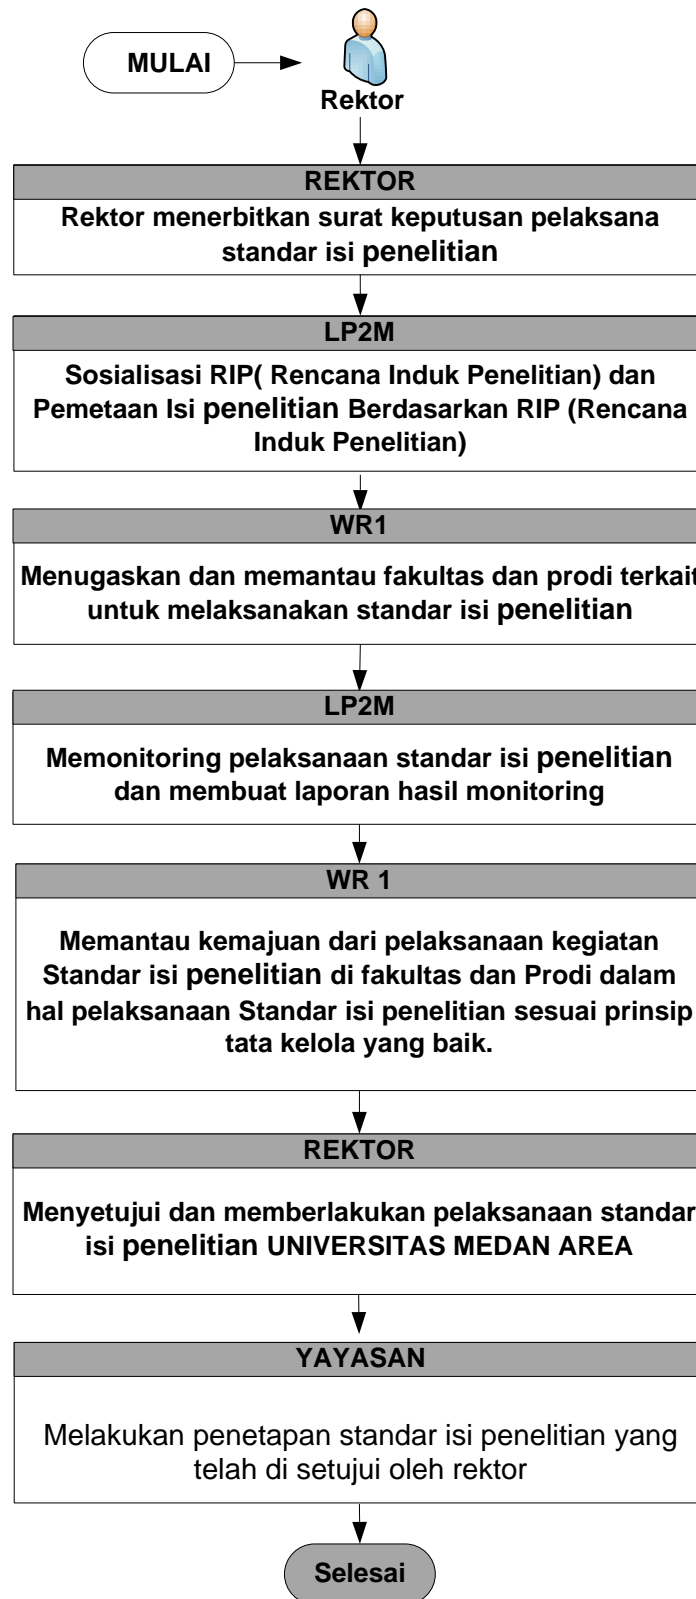 MULAI
Rektor
REKTOR
Rektor menerbitkan surat keputusan pelaksana
standar isi penelitian
LP2M
Sosialisasi RIP( Rencana Induk Penelitian) dan
Pemetaan Isi penelitian Berdasarkan RIP (Rencana
Induk Penelitian)
WR1
Menugaskan dan memantau fakultas dan prodi terkait
untuk melaksanakan standar isi penelitian
LP2M
Memonitoring pelaksanaan standar isi penelitian
dan membuat laporan hasil monitoring
WR 1
Memantau kemajuan dari pelaksanaan kegiatan
Standar isi penelitian di fakultas dan Prodi dalam
hal pelaksanaan Standar isi penelitian sesuai prinsip
tata kelola yang baik.
REKTOR
Menyetujui dan memberlakukan pelaksanaan standar
isi penelitian UNIVERSITAS MEDAN AREA
YAYASAN
Melakukan penetapan standar isi penelitian yang
telah di setujui oleh rektor
Selesai